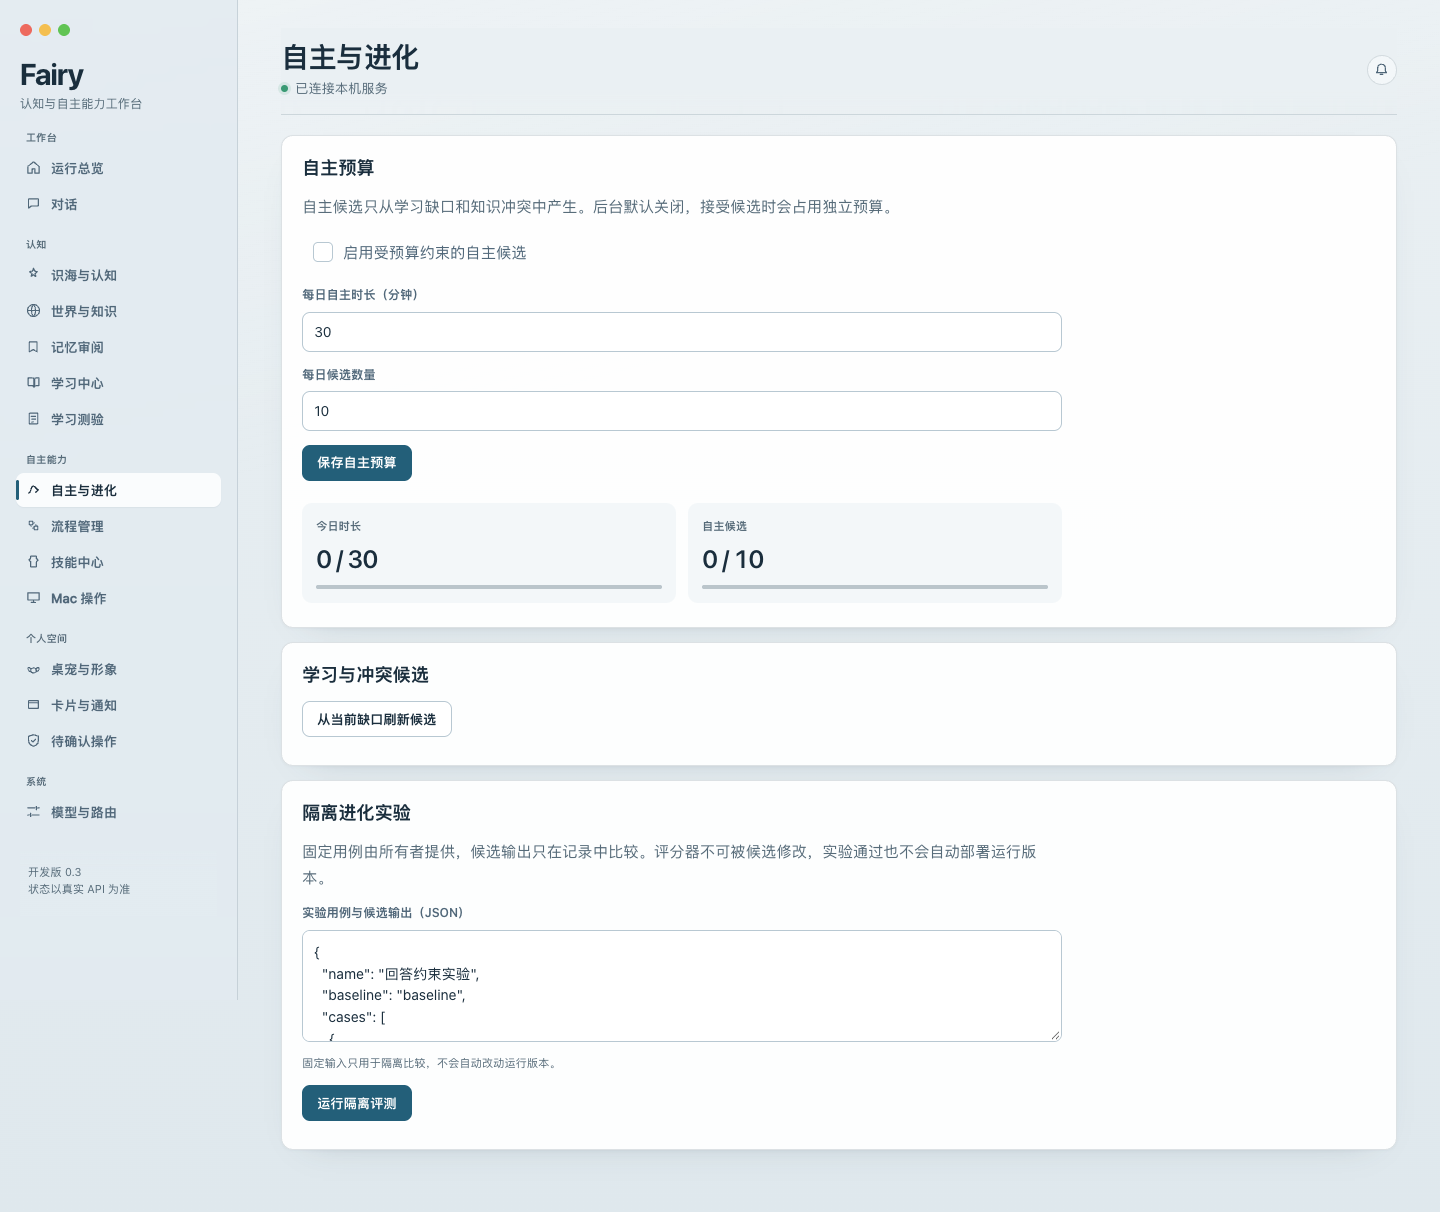 Fairy
认知与自主能力工作台
工作台
运行总览
对话
认知
识海与认知
世界与知识
记忆审阅
学习中心
学习测验
自主能力
自主与进化
流程管理
技能中心
Mac 操作
个人空间
桌宠与形象
卡片与通知
待确认操作
系统
模型与路由
开发版 0.3
状态以真实 API 为准
自主与进化
已连接本机服务
自主预算
自主候选只从学习缺口和知识冲突中产生。后台默认关闭，接受候选时会占用独立预算。
启用受预算约束的自主候选
每日自主时长（分钟）
30
每日候选数量
10
保存自主预算
今日时长
0 / 30
自主候选
0 / 10
学习与冲突候选
从当前缺口刷新候选
隔离进化实验
固定用例由所有者提供，候选输出只在记录中比较。评分器不可被候选修改，实验通过也不会自动部署运行版
本。
实验用例与候选输出（JSON）
{
"name": "回答约束实验",
"baseline": "baseline",
"cases": [
{
固定输入只用于隔离比较，不会自动改动运行版本。
运行隔离评测